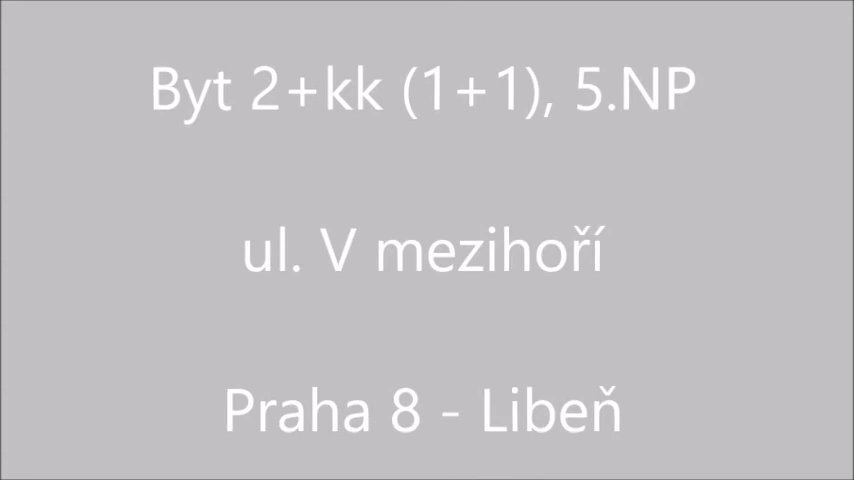 Byt 2+kk (1+1), 5.NP
ul. V mezihoří
Praha 8 - Libeň